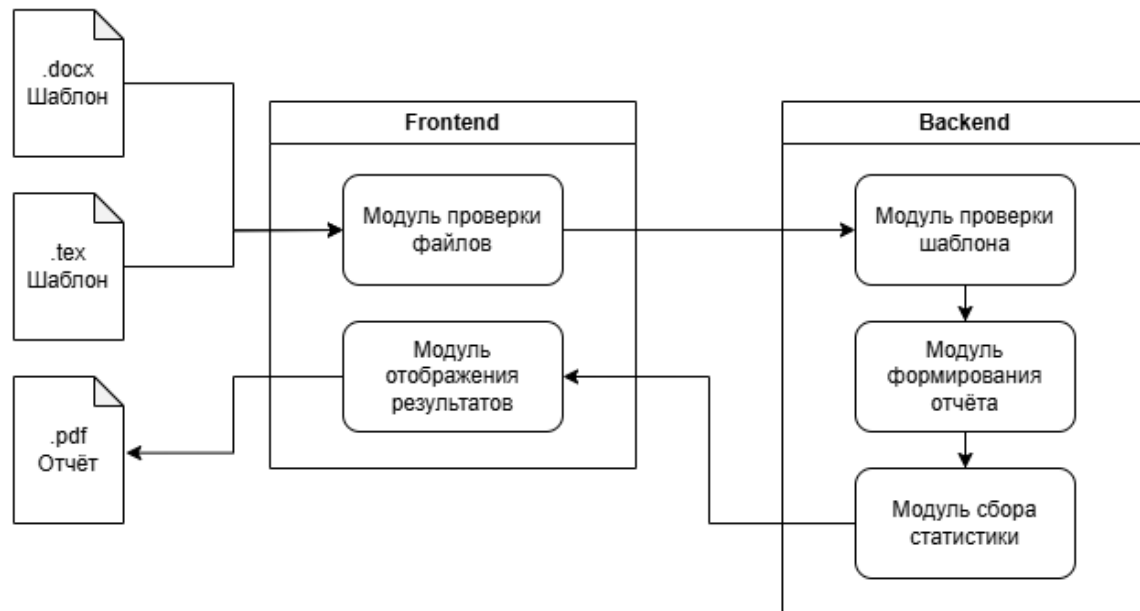 .docx
Шаблон
Frontend
Backend
Модуль проверки
файлов
Модуль проверки
шаблона
.tex
Шаблон
Модуль
отображения
результатов
Модуль
формирования
отчёта
.pdf
Отчёт
Модуль сбора
статистики